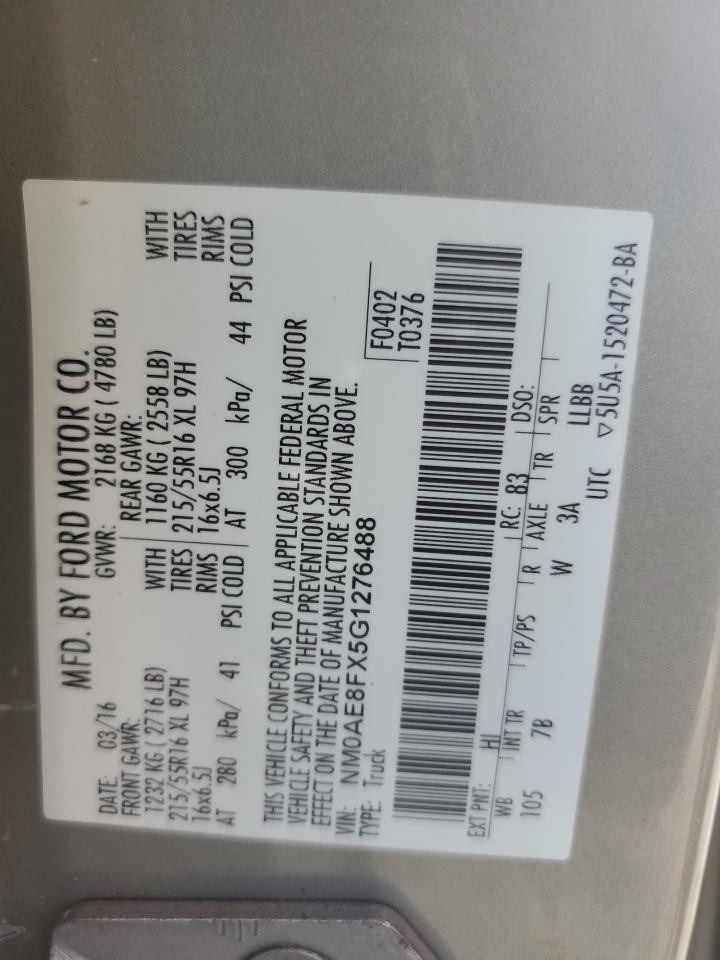 MFD. BY FORD MOTOR CO.
DATE: 03/16 GVWR: 2168 KG ( 4780 LB)
FRONT GAWR: REAR GAWR:
1232 KG ( 2716 LB) WITH 1160 KG ( 2558 LB) WITH
215/55R16 XL 97H TIRES 215/55R16 XL 97H TIRES
16x6.5J RIMS 16x6.5J RIMS
AT 280 kPa/ 41 PSI COLD AT 300 kPa/ 44 PSI COLD
THIS VEHICLE CONFORMS TO ALL APPLICABLE FEDERAL MOTOR
VEHICLE SAFETY AND THEFT PREVENTION STANDARDS IN
EFFECT ON THE DATE OF MANUFACTURE SHOWN ABOVE.
VIN: NM0AE8FX5G1276488
TYPE: Truck
F0402
T0376
EXT PNT: HJ RC: 83 DSO:
WB INT TR TP/PS R AXLE TR SPR
105 7B W 3A LLBB
UTC ▽5U5A-1520472-BA